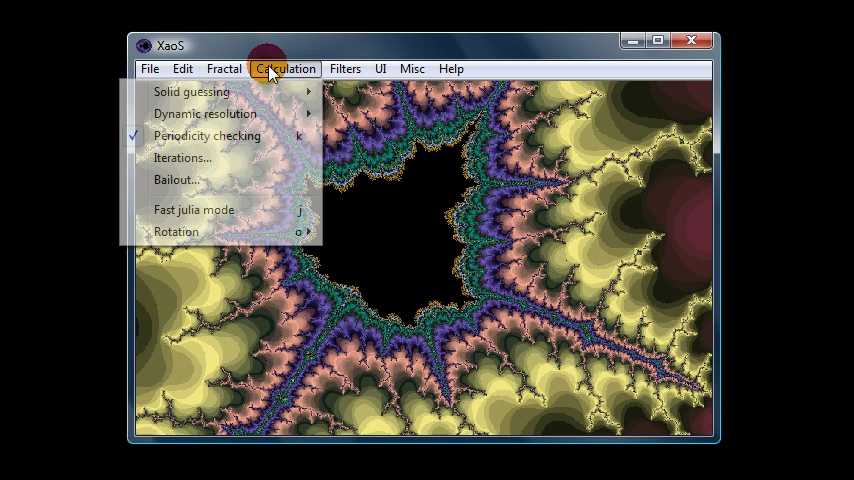 XaoS
File Edit Fractal Calculation Filters UI Misc Help
Solid guessing
Dynamic resolution
Periodicity checking k
Iterations...
Bailout...
Fast julia mode j
Rotation o